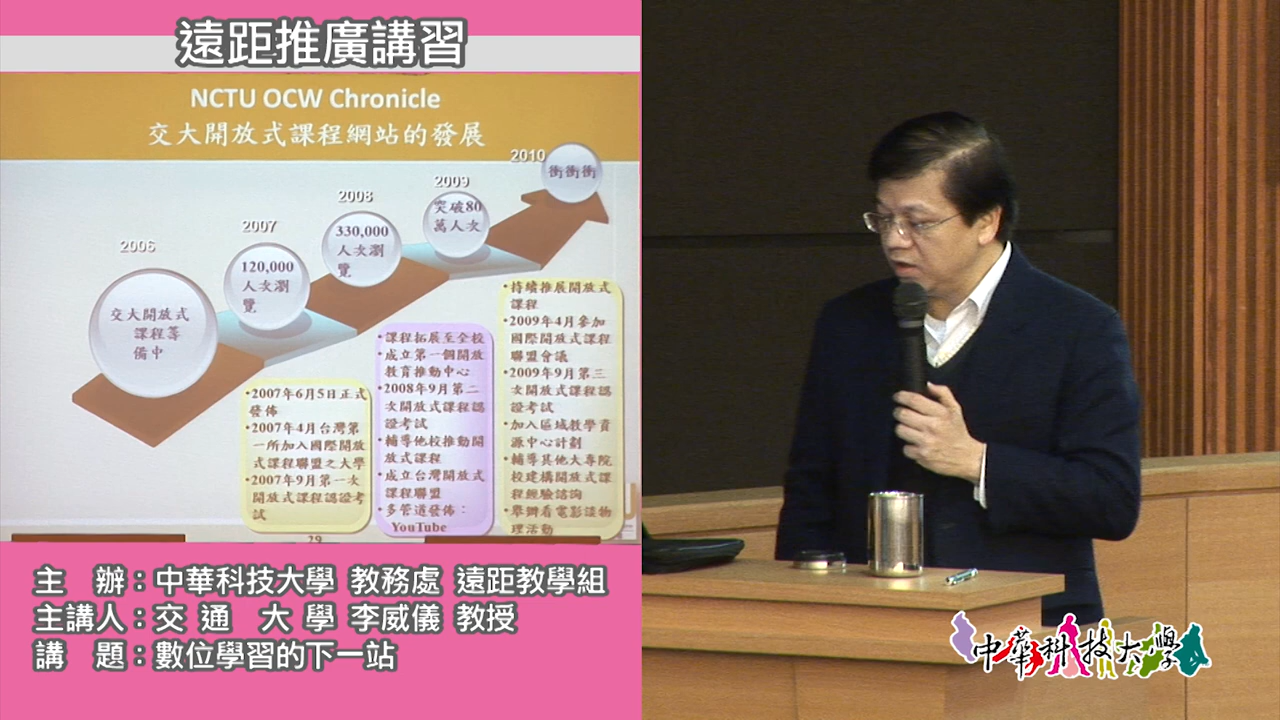 遠距推廣講習
NCTU OCW Chronicle
交大開放式課程網站的發展
2006
交大開放式
課程籌
備中
2007
120,000
人次瀏
覽
2008
330,000
人次瀏
覽
2009
突破80
萬人次
2010
衝衝衝
•2007年6月5日正式
發佈
•2007年4月台灣第
一所加入國際開放
式課程聯盟之大學
•2007年9月第一次
開放式課程認證考
試
•課程拓展至全校
•成立第一個開放
教育推動中心
•2008年9月第二
次開放式課程認
證考試
•輔導他校推動開
放式課程
•成立台灣開放式
課程聯盟
•多管道發佈：
YouTube
•持續推展開放式
課程
•2009年4月參加
國際開放式課程
聯盟會議
•2009年9月第三
次開放式課程認
證考試
•加入區域教學資
源中心計劃
•輔導其他大專院
校建構開放式課
程經驗諮詢
•舉辦看電影談物
理活動
29
主　辦：中華科技大學 教務處 遠距教學組
主講人：交 通　大 學 李威儀 教授
講　題：數位學習的下一站
中華科技大學